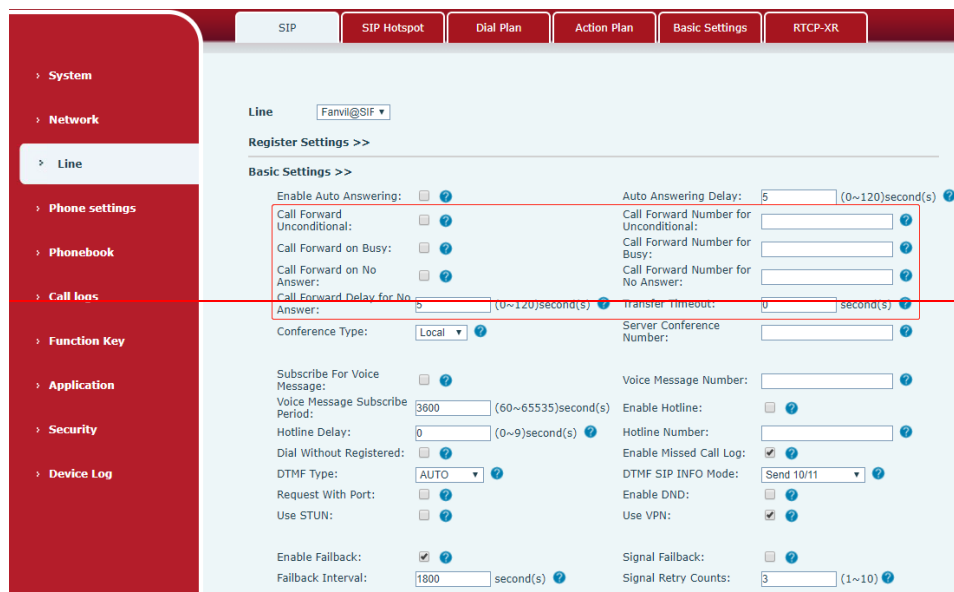 SIP SIP Hotspot Dial Plan Action Plan Basic Settings RTCP-XR
› System
› Network
› Line
› Phone settings
› Phonebook
› Call logs
› Function Key
› Application
› Security
› Device Log
Line Fanvil@SIF
Register Settings >>
Basic Settings >>
Enable Auto Answering: Auto Answering Delay: 5 (0~120)second(s)
Call Forward
Unconditional:
Call Forward Number for
Unconditional:
Call Forward on Busy:
Call Forward Number for
Busy:
Call Forward on No
Answer:
Call Forward Number for
No Answer:
Call Forward Delay for No
Answer:
5 (0~120)second(s) Transfer Timeout: 0 second(s)
Conference Type: Local
Server Conference
Number:
Subscribe For Voice
Message:
Voice Message Number:
Voice Message Subscribe
Period:
3600 (60~65535)second(s) Enable Hotline:
Hotline Delay: 0 (0~9)second(s) Hotline Number:
Dial Without Registered: Enable Missed Call Log:
DTMF Type: AUTO DTMF SIP INFO Mode: Send 10/11
Request With Port: Enable DND:
Use STUN: Use VPN:
Enable Failback: Signal Failback:
Failback Interval: 1800 second(s) Signal Retry Counts: 3 (1~10)